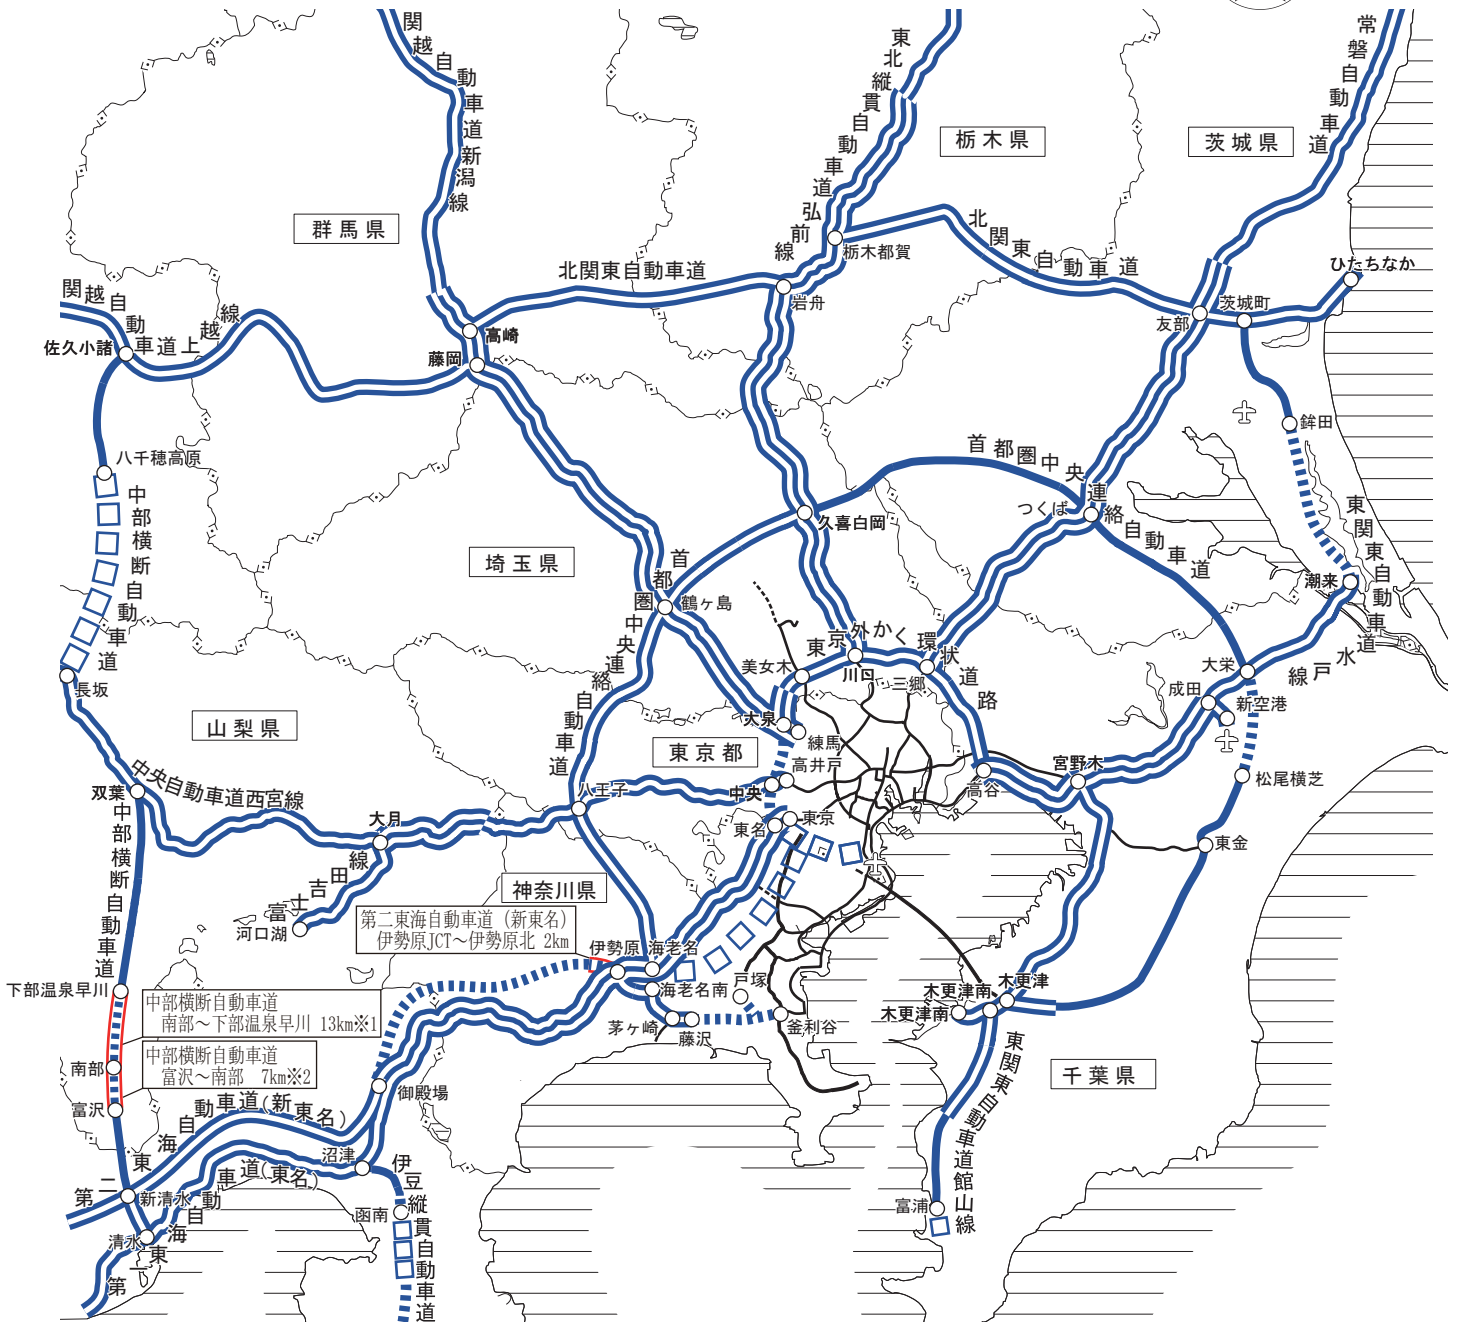 関越自動車道新潟線
東北縦貫自動車道弘前線
常磐自動車道
栃木県
茨城県
群馬県
北関東自動車道
栃木都賀
北関東自動車道
ひたちなか
関越自動車道上越線
岩舟
茨城町
友部
高崎
佐久小諸
藤岡
鉾田
八千穂高原
首都圏中央連絡自動車道
つくば
久喜白岡
中部横断自動車道
東関東自動車道水戸線
埼玉県
潮来
首都圏中央連絡自動車道
鶴ヶ島
東京外かく環状道路
美女木
川口
三郷
大栄
長坂
成田
新空港
山梨県
大泉
練馬
東京都
高井戸
宮野木
中央自動車道西宮線
高谷
松尾横芝
双葉
中央
八王子
大月
東名
東京
東金
中部横断自動車道
富士吉田線
神奈川県
河口湖
第二東海自動車道（新東名）
伊勢原JCT～伊勢原北 2km
伊勢原
海老名
下部温泉早川
海老名南
戸塚
木更津南
木更津
木更津南
中部横断自動車道
南部～下部温泉早川 13km※1
茅ヶ崎
藤沢
釜利谷
中部横断自動車道
富沢～南部 7km※2
南部
千葉県
御殿場
富沢
第二東海自動車道(新東名)
東関東自動車道館山線
沼津
伊豆縦貫自動車道
新清水
函南
富浦
清水
第一東海自動車道(東名)